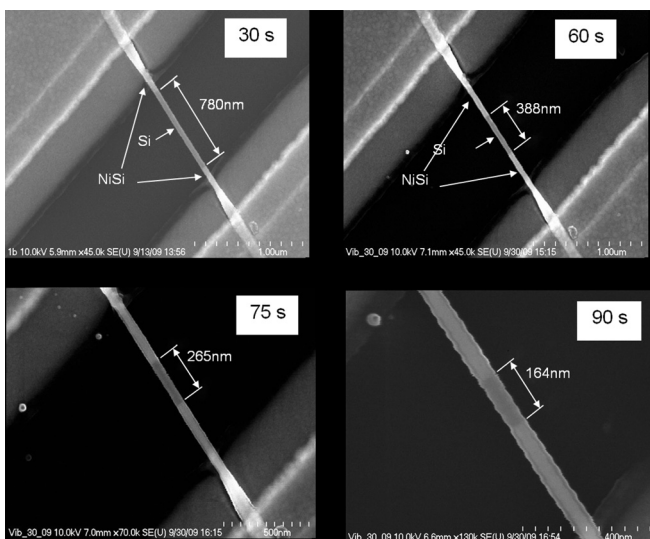 30 s
780nm
Si
NiSi
1b 10.0kV 5.9mm x45.0k SE(U) 9/13/09 13:56
1.00um
60 s
388nm
Si
NiSi
Vib_30_09 10.0kV 7.1mm x45.0k SE(U) 9/30/09 15:15
1.00um
75 s
265nm
Vib_30_09 10.0kV 7.0mm x70.0k SE(U) 9/30/09 16:15
500nm
90 s
164nm
Vib_30_09 10.0kV 6.6mm x130k SE(U) 9/30/09 16:54
400nm